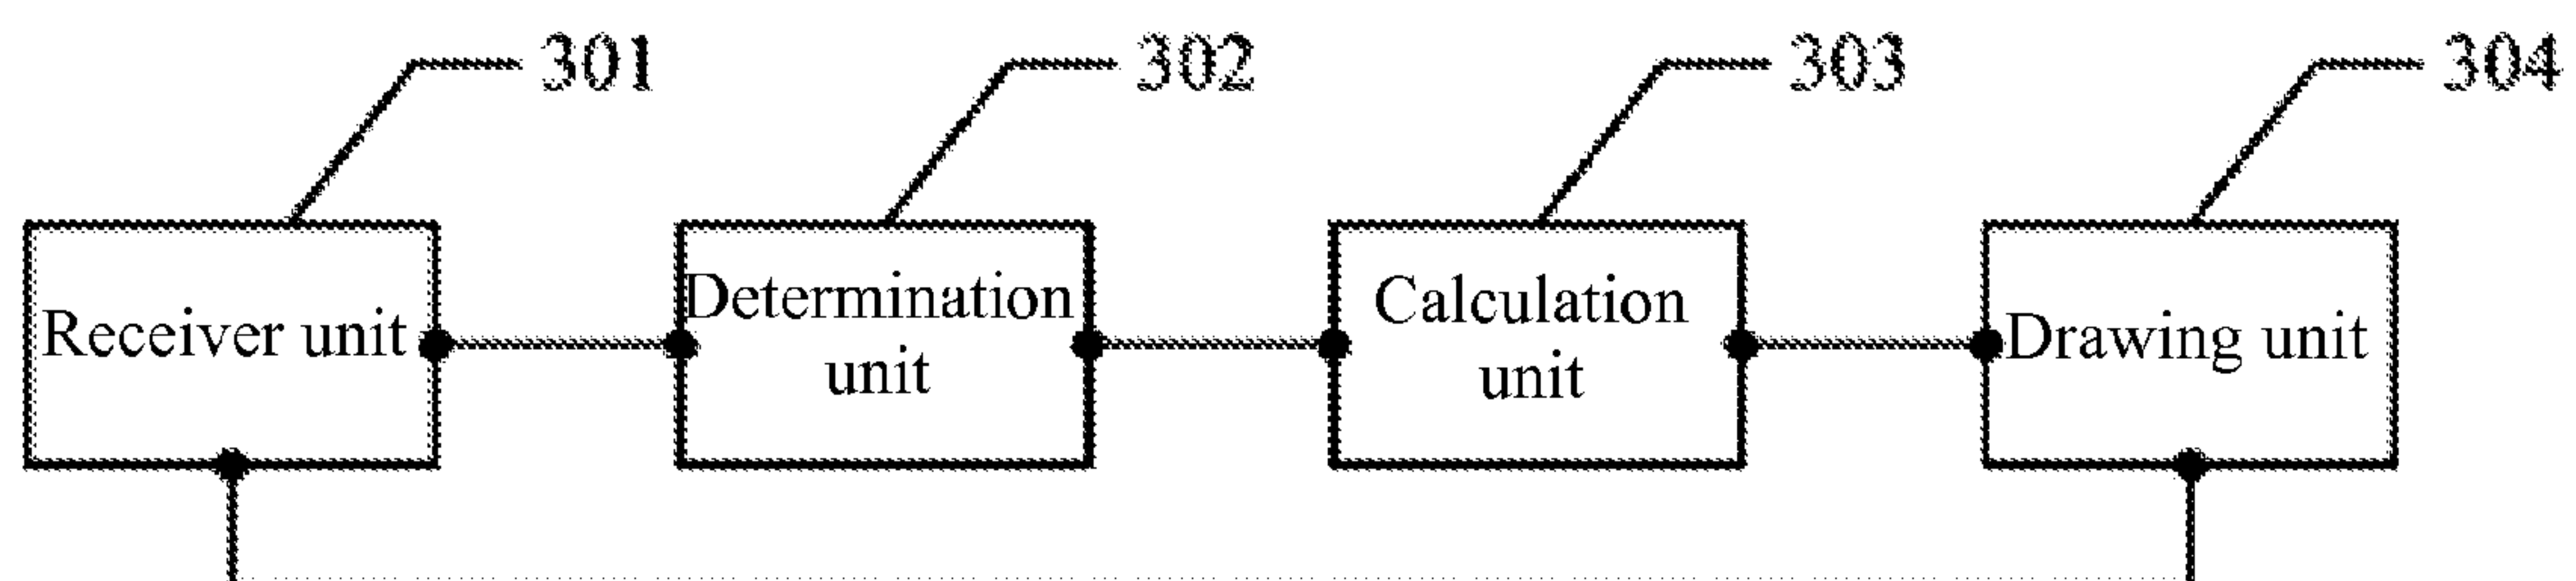 301
302
303
304
Receiver unit
Determination
unit
Calculation
unit
Drawing unit